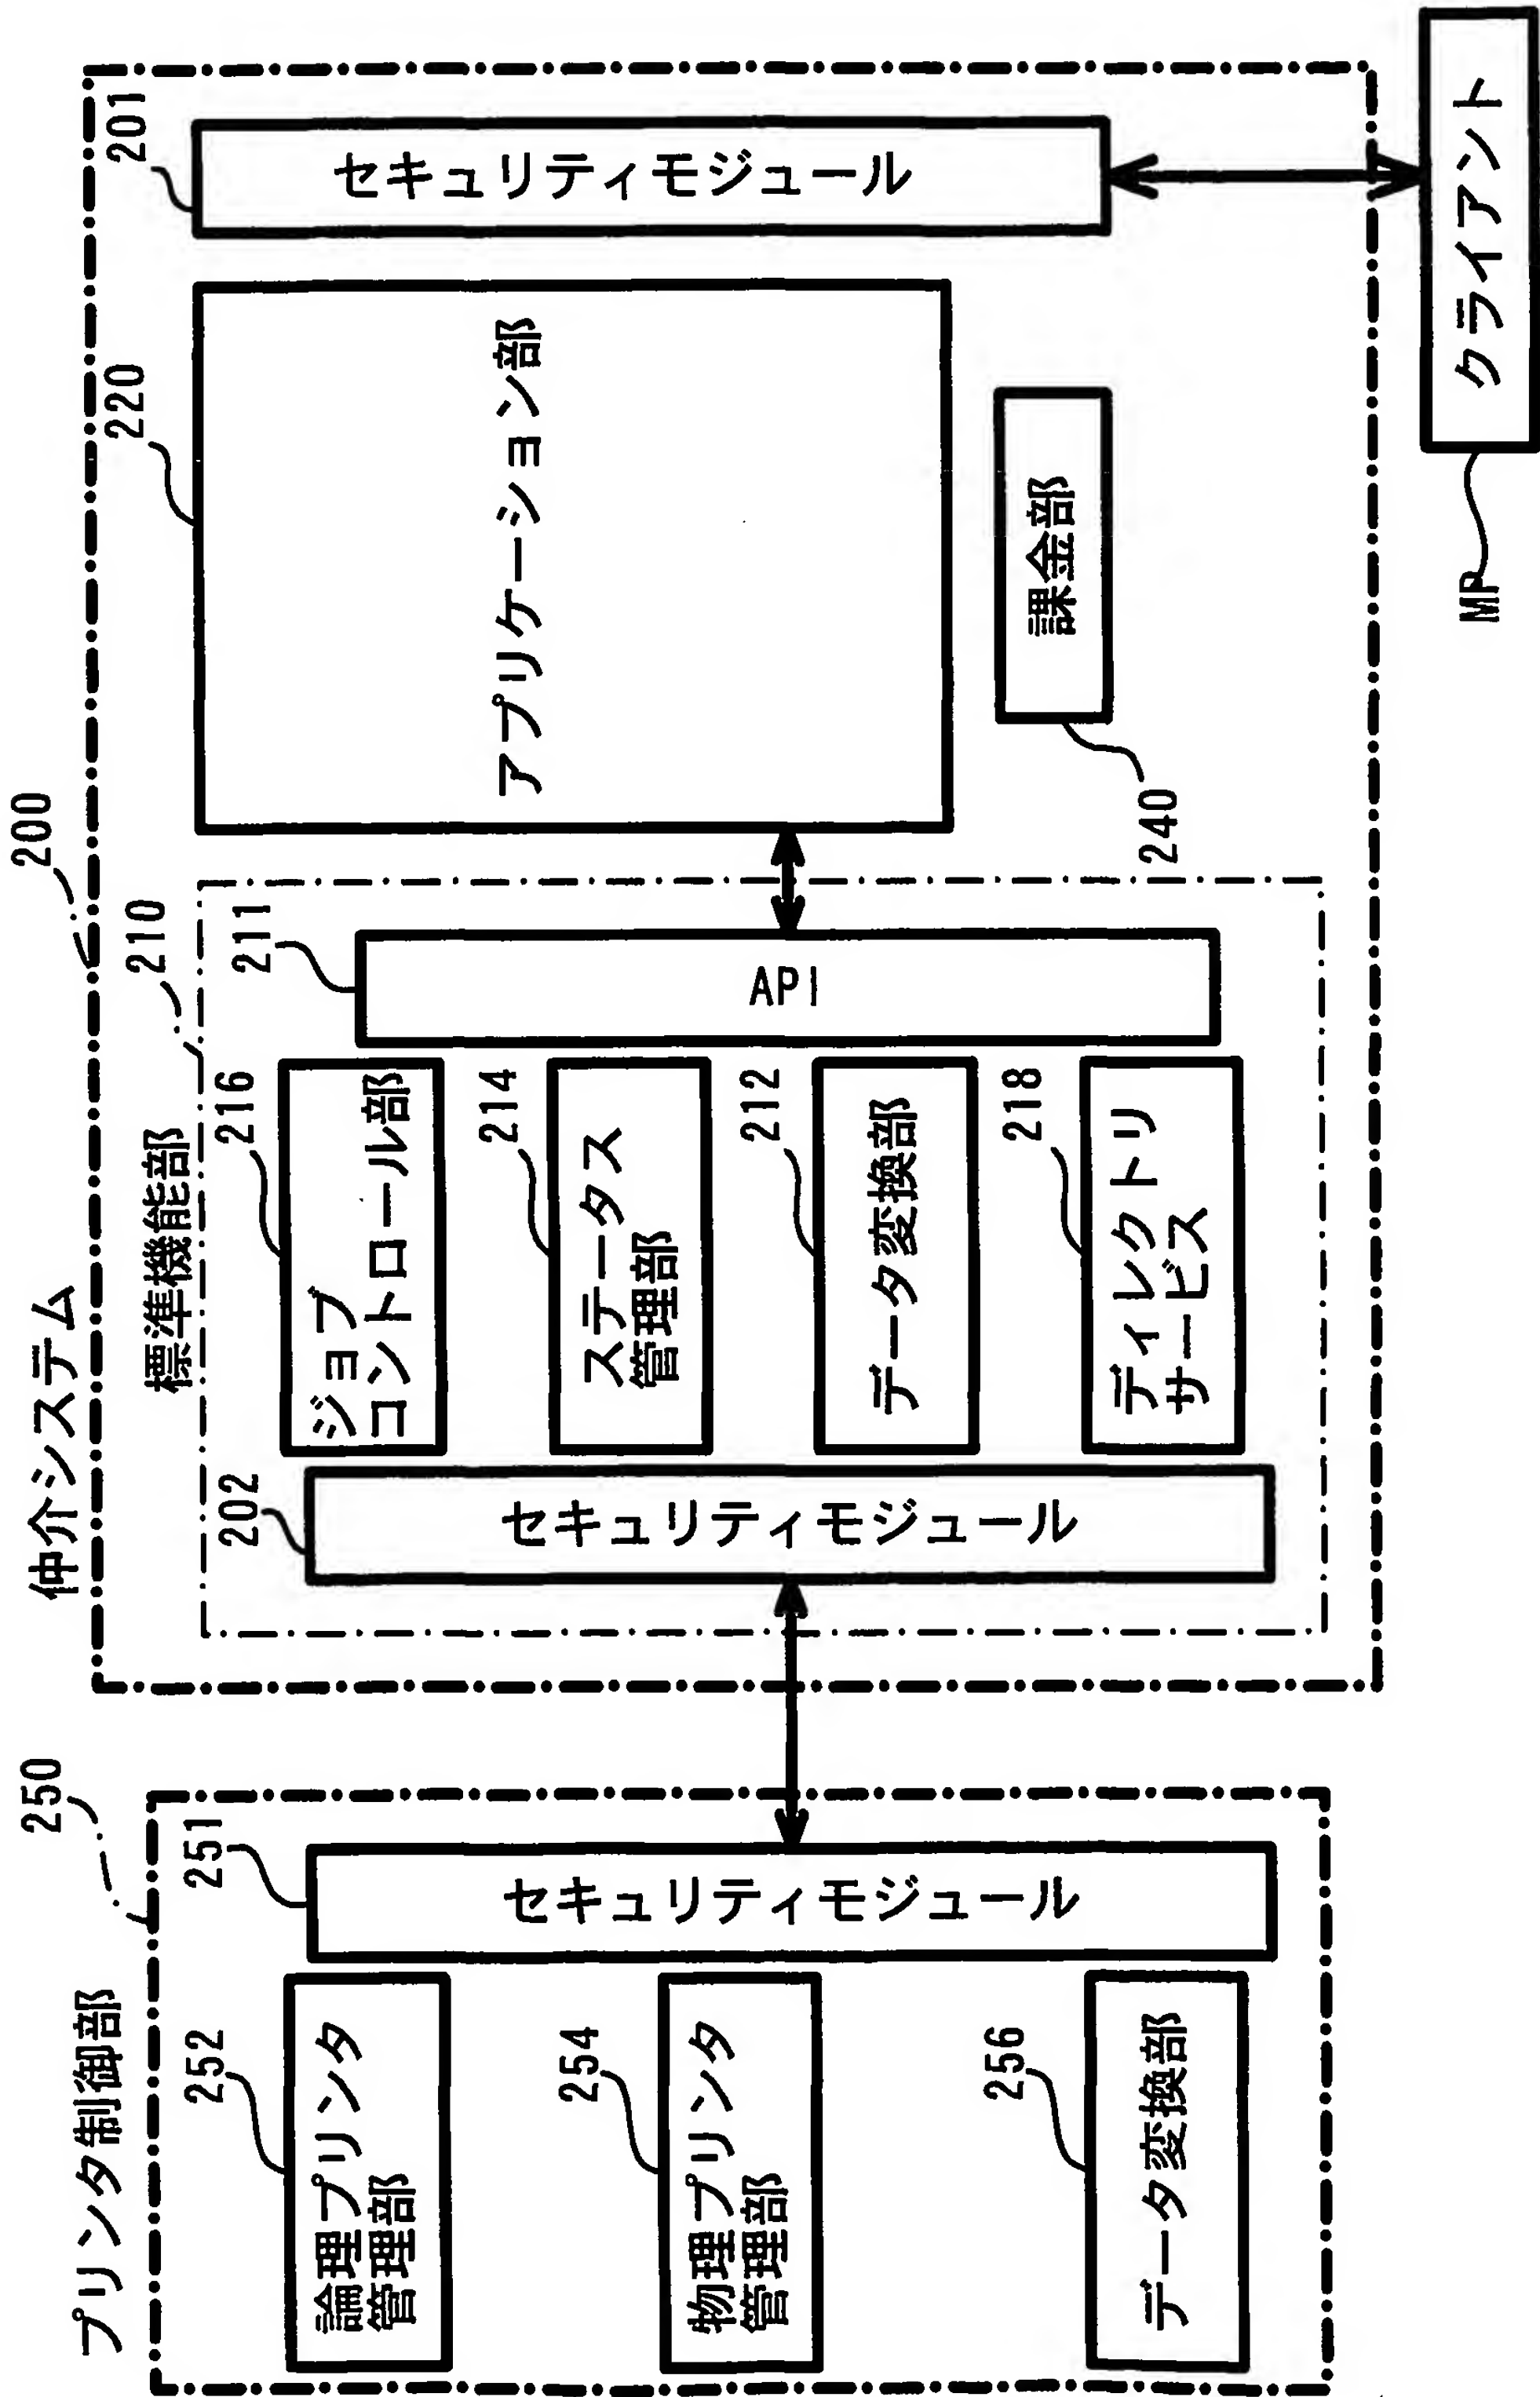 仲介システム
200
プリンタ制御部
250
標準機能部
210
252
論理プリンタ
管理部
254
物理プリンタ
管理部
256
データ変換部
251
セキュリティモジュール
202
セキュリティモジュール
216
ジョブ
コントロール部
214
ステータス
管理部
212
データ変換部
218
ディレクトリ
サービス
211
API
220
アプリケーション部
240
課金部
201
セキュリティモジュール
MP
クライアント